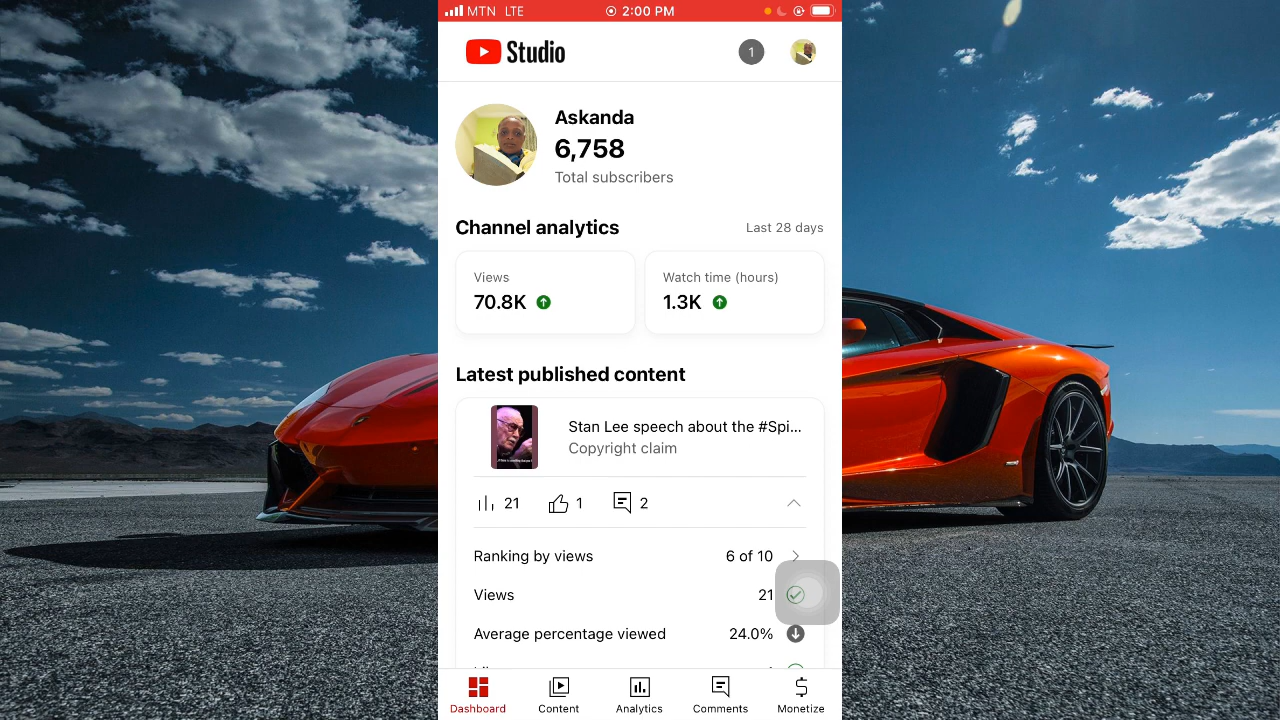 MTN LTE 2:00 PM
Studio 1
Askanda
6,758
Total subscribers
Channel analytics Last 28 days
Views Watch time (hours)
70.8K 1.3K
Latest published content
Stan Lee speech about the #Spi...
Copyright claim
21 1 2
Ranking by views 6 of 10
Views 21
Average percentage viewed 24.0%
Dashboard Content Analytics Comments Monetize